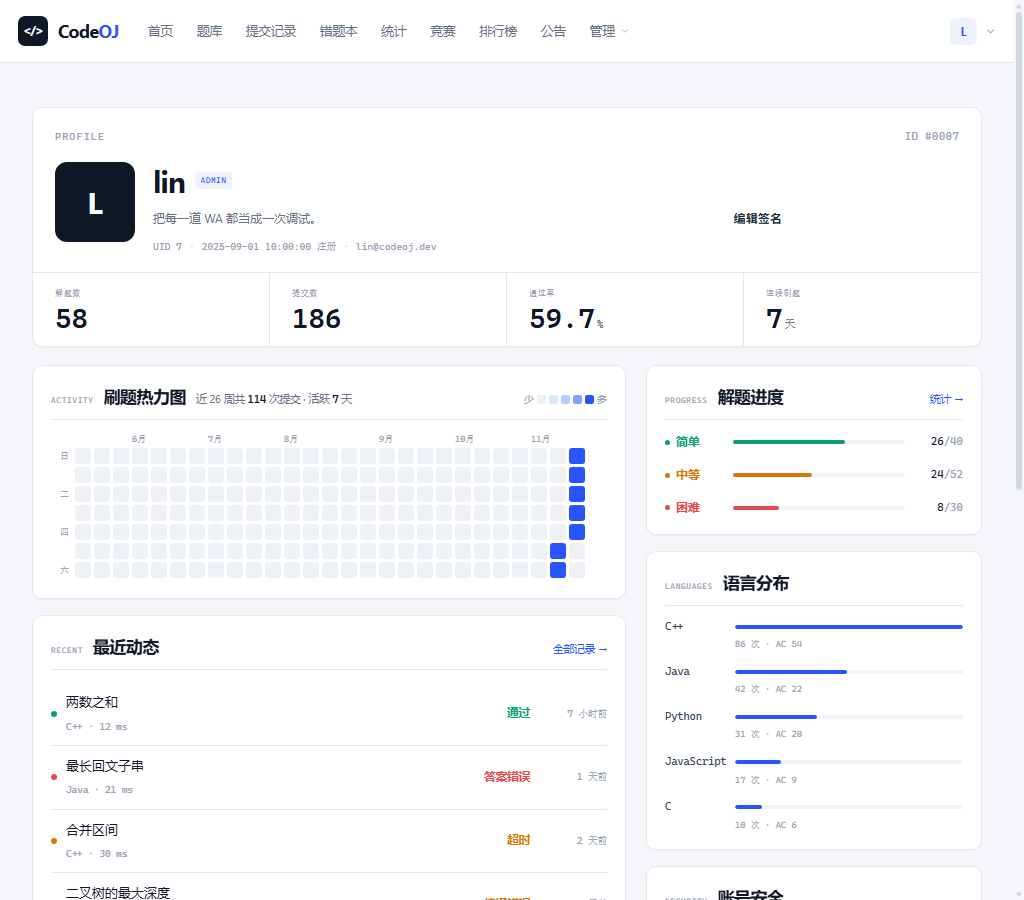 </> CodeOJ 首页 题库 提交记录 错题本 统计 竞赛 排行榜 公告 管理 L
PROFILE ID #0007
L
lin ADMIN
把每一道 WA 都当成一次调试。 编辑签名
UID 7 · 2025-09-01 10:00:00 注册 · lin@codeoj.dev
解题数 提交数 通过率 连续刷题
58 186 59.7% 7天
ACTIVITY 刷题热力图 近 26 周共 114 次提交 · 活跃 7 天 少 多
6月 7月 8月 9月 10月 11月
日
二
四
六
PROGRESS 解题进度 统计 →
简单 26/40
中等 24/52
困难 8/30
LANGUAGES 语言分布
C++
86 次 · AC 54
Java
42 次 · AC 22
Python
31 次 · AC 20
JavaScript
17 次 · AC 9
C
10 次 · AC 6
RECENT 最近动态 全部记录 →
两数之和
C++ · 12 ms 通过 7 小时前
最长回文子串
Java · 21 ms 答案错误 1 天前
合并区间
C++ · 30 ms 超时 2 天前
二叉树的最大深度
账号安全